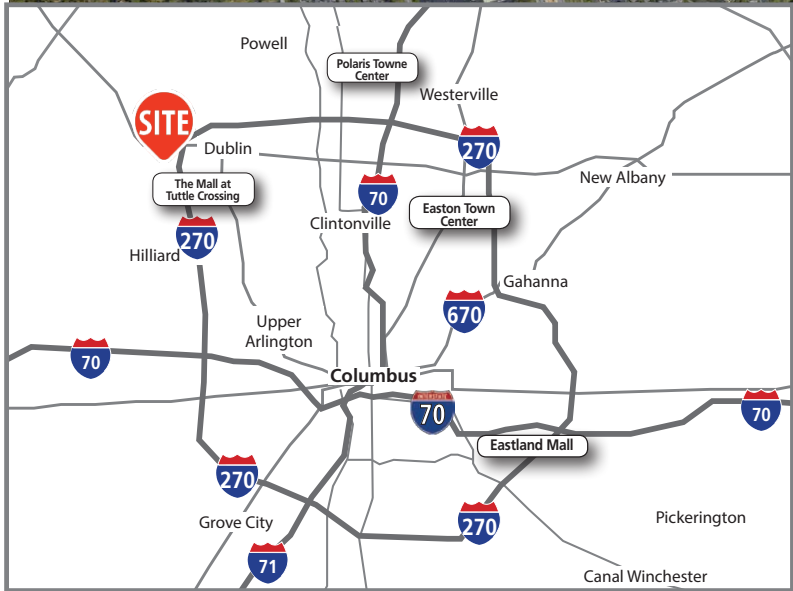 Powell
Polaris Towne
Center
Westerville
SITE
Dublin
270
New Albany
The Mall at
Tuttle Crossing
70
Easton Town
Center
Clintonville
270
Hilliard
Gahanna
670
Upper
Arlington
70
Columbus
INTERSTATE
70
70
Eastland Mall
270
Grove City
270
Pickerington
71
Canal Winchester